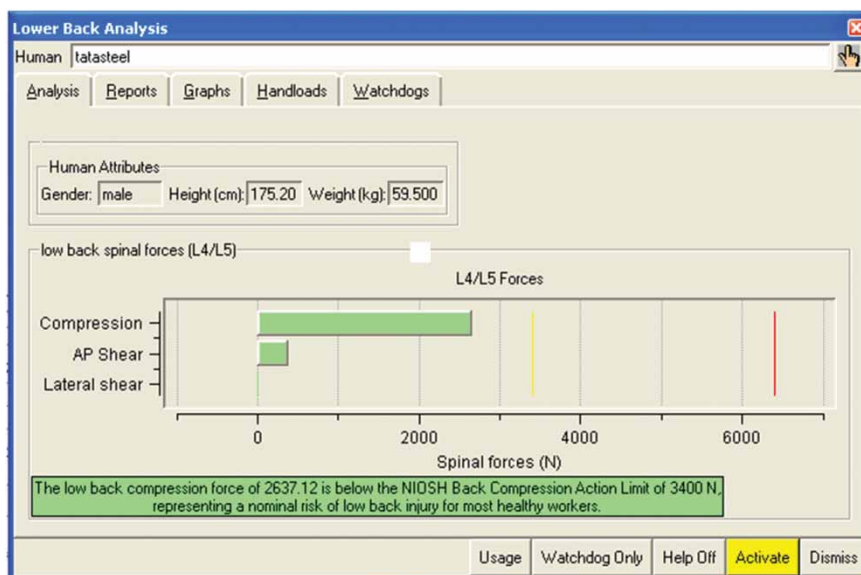 Lower Back Analysis
Human tatasteel
Analysis Reports Graphs Handloads Watchdogs
Human Attributes
Gender: male Height (cm): 175.20 Weight (kg): 59.500
low back spinal forces (L4/L5)
L4/L5 Forces
Compression
AP Shear
Lateral shear
0 2000 4000 6000
Spinal forces (N)
The low back compression force of 2637.12 is below the NIOSH Back Compression Action Limit of 3400 N,
representing a nominal risk of low back injury for most healthy workers.
Usage Watchdog Only Help Off Activate Dismiss